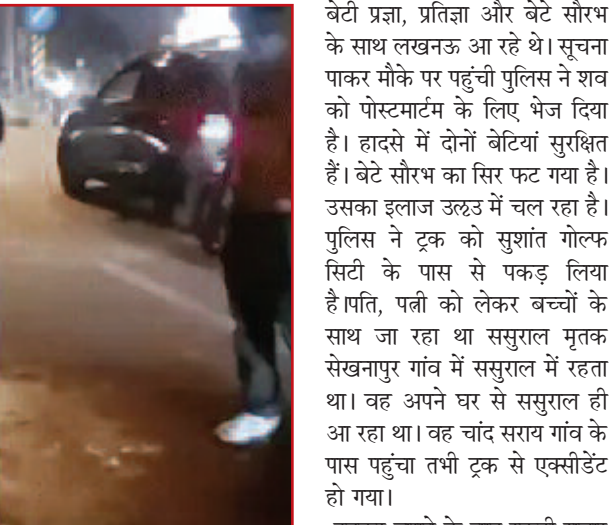 बेटी प्रज्ञा, प्रतिज्ञा और बेटे सौरभ
के साथ लखनऊ आ रहे थे। सूचना
पाकर मौके पर पहुंची पुलिस ने शव
को पोस्टमार्टम के लिए भेज दिया
है। हादसे में दोनों बेटियां सुरक्षित
हैं। बेटे सौरभ का सिर फट गया है।
उसका इलाज उळउ में चल रहा है।
पुलिस ने ट्रक को सुशांत गोल्फ
सिटी के पास से पकड़ लिया
है।पति, पत्नी को लेकर बच्चों के
साथ जा रहा था ससुराल मृतक
सेखनापुर गांव में ससुराल में रहता
था। वह अपने घर से ससुराल ही
आ रहा था। वह चांद सराय गांव के
पास पहुंचा तभी ट्रक से एक्सीडेंट
हो गया।